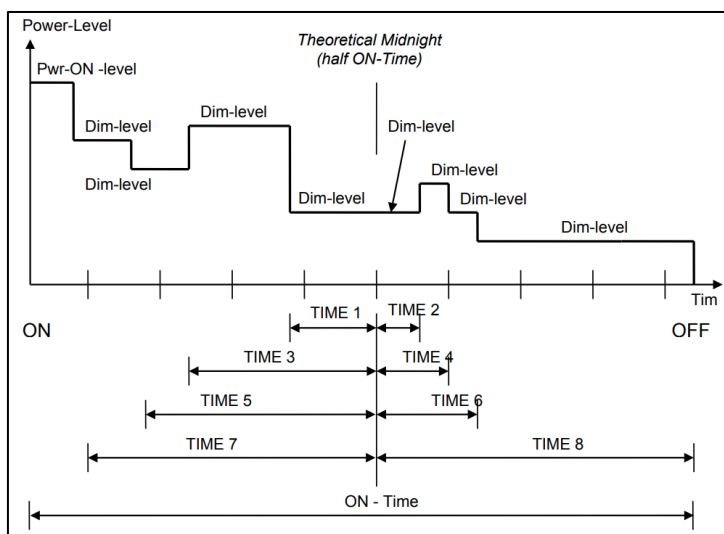 Power-Level
Theoretical Midnight
(half ON-Time)
Pwr-ON -level
Dim-level
Dim-level
Dim-level
Dim-level
Dim-level
Dim-level
Dim-level
Dim-level
Dim-level
Tim
ON
TIME 1
TIME 2
OFF
TIME 3
TIME 4
TIME 5
TIME 6
TIME 7
TIME 8
ON - Time